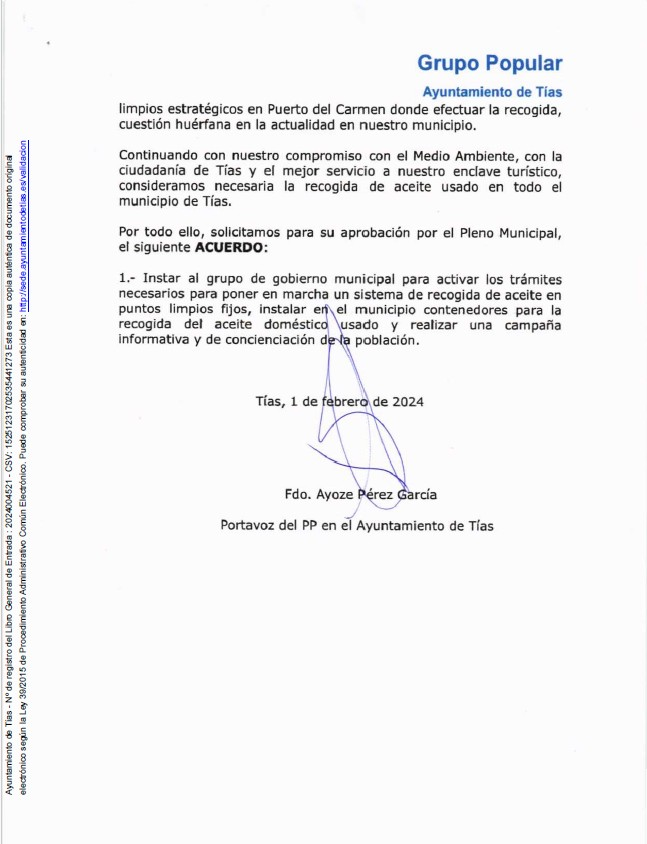 Grupo Popular
Ayuntamiento de Tías
limpios estratégicos en Puerto del Carmen donde efectuar la recogida,
cuestión huérfana en la actualidad en nuestro municipio.
Continuando con nuestro compromiso con el Medio Ambiente, con la
ciudadanía de Tías y el mejor servicio a nuestro enclave turístico,
consideramos necesaria la recogida de aceite usado en todo el
municipio de Tías.
Por todo ello, solicitamos para su aprobación por el Pleno Municipal,
el siguiente ACUERDO:
1.- Instar al grupo de gobierno municipal para activar los trámites
necesarios para poner en marcha un sistema de recogida de aceite en
puntos limpios fijos, instalar en el municipio contenedores para la
recogida del aceite doméstico usado y realizar una campaña
informativa y de concienciación de la población.
Tías, 1 de febrero de 2024
Fdo. Ayoze Pérez García
Portavoz del PP en el Ayuntamiento de Tías
Ayuntamiento de Tías - Nº de registro del Libro General de Entrada : 2024004521 - CSV: 15251231702535441273 Esta es una copia auténtica de documento original
electrónico según la Ley 39/2015 de Procedimiento Administrativo Común Electrónico. Puede comprobar su autenticidad en: http://sede.ayuntamientodetias.es/validacion